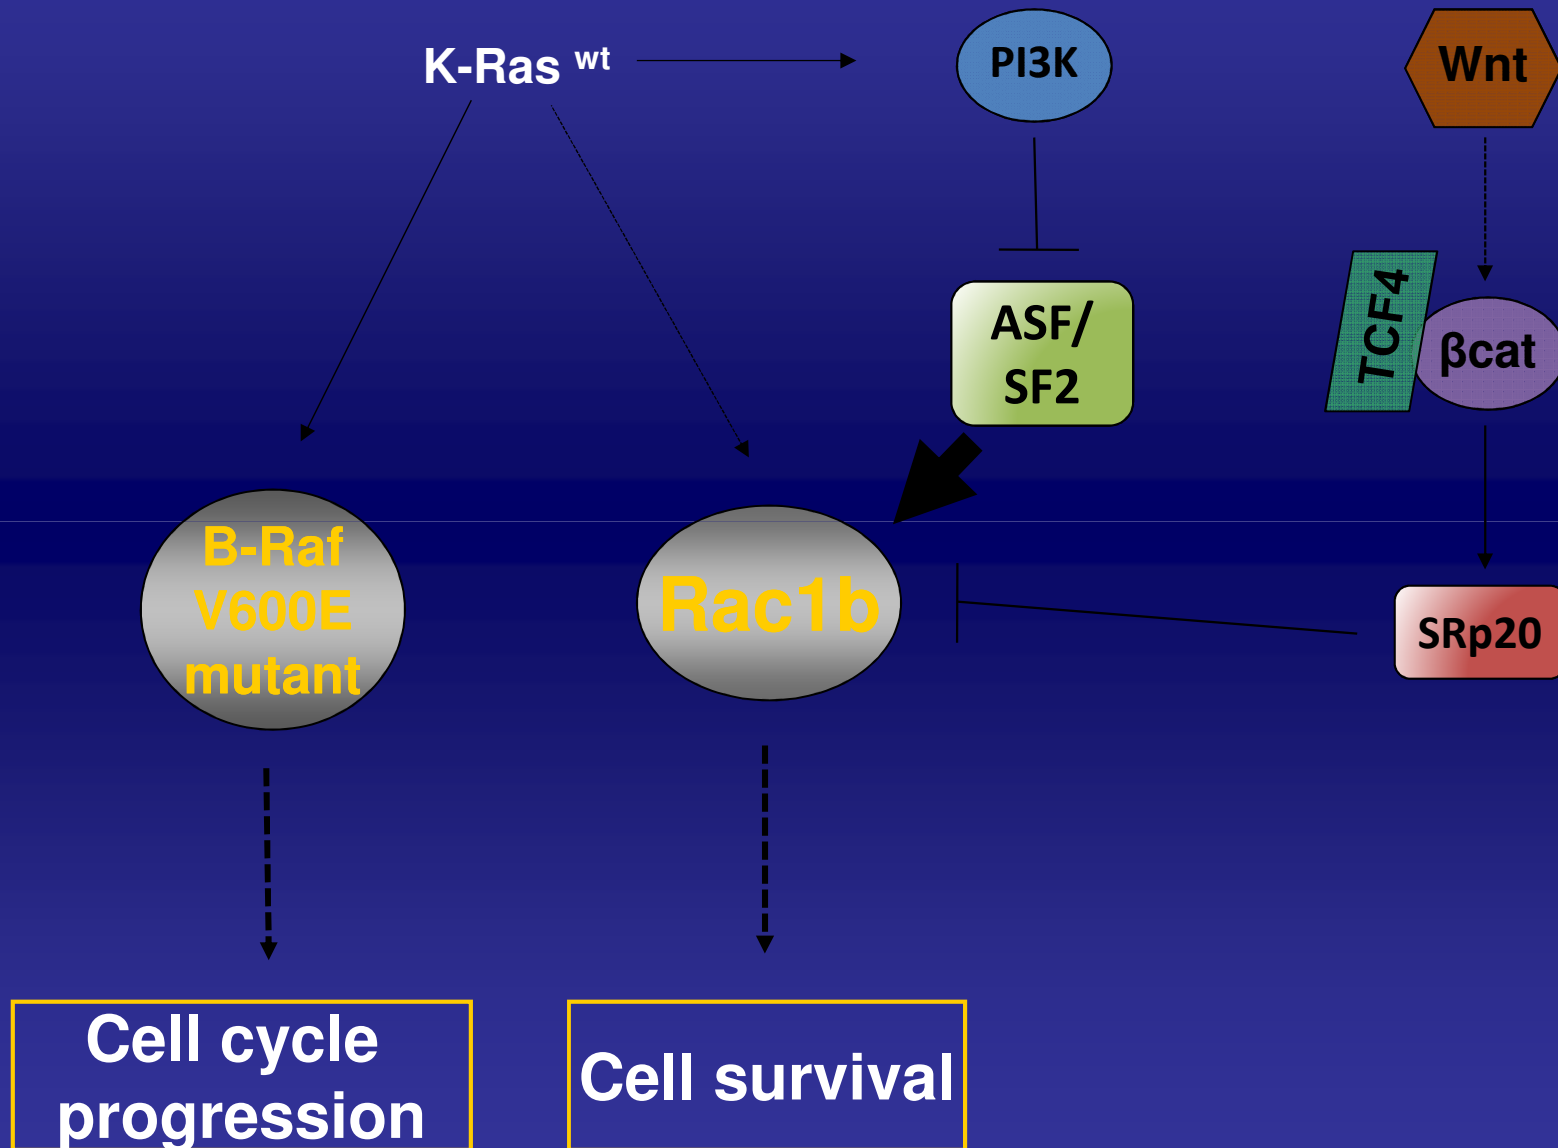 K-Ras wt
PI3K
Wnt
ASF/
SF2
TCF4
βcat
B-Raf
V600E
mutant
Rac1b
SRp20
Cell cycle
progression
Cell survival